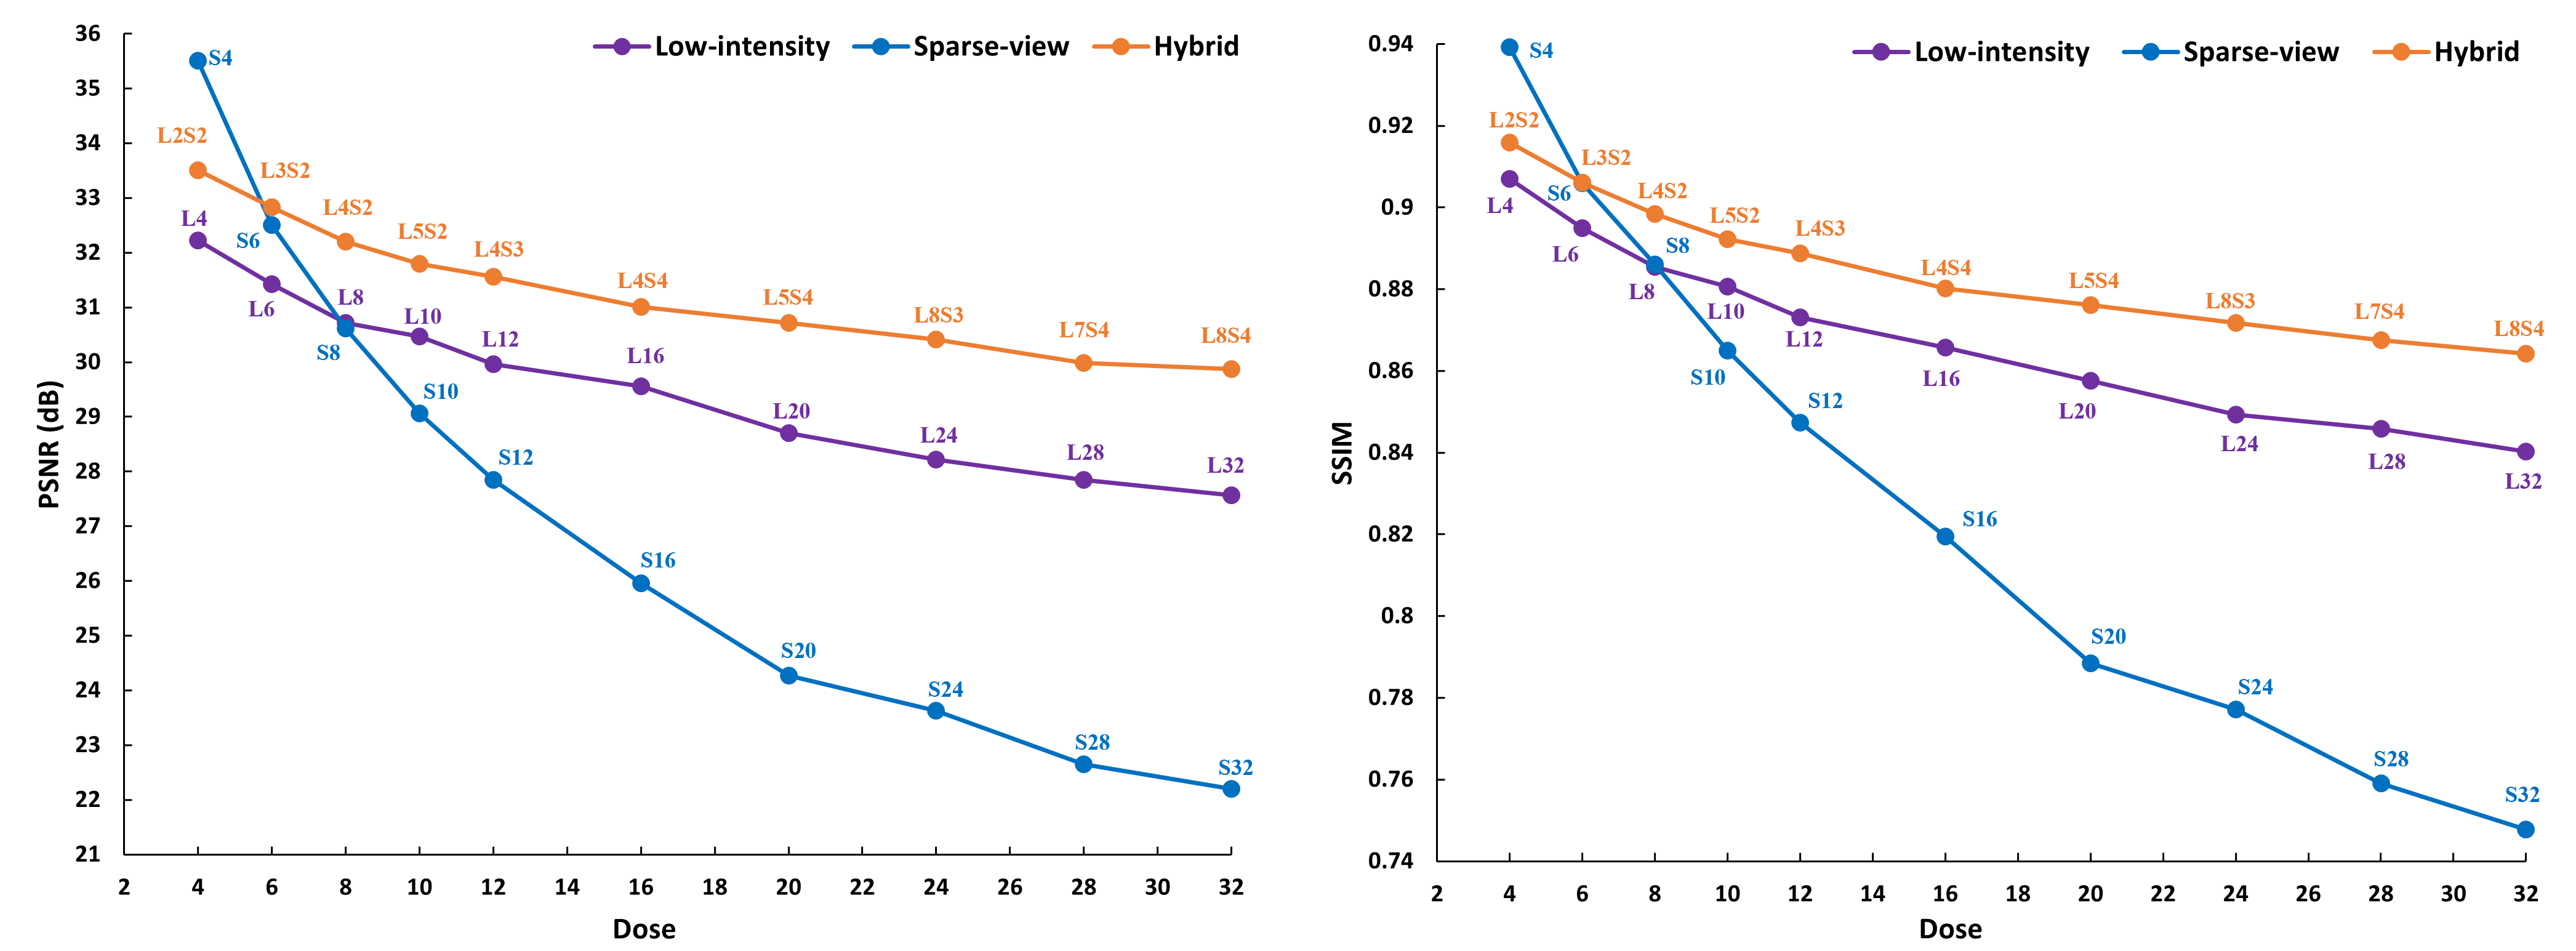 36
35
34
33
32
31
30
29
28
27
26
25
24
23
22
21
PSNR (dB)
2 4 6 8 10 12 14 16 18 20 22 24 26 28 30 32
Dose
Low-intensity Sparse-view Hybrid
S4
L2S2
L3S2
L4
S6
L4S2
L5S2
L4S3
L6
L8
L10
L4S4
L5S4
L8S3
L7S4
L8S4
S8
L12
L16
S10
L20
L24
L28
L32
S12
S16
S20
S24
S28
S32
0.94
0.92
0.9
0.88
0.86
0.84
0.82
0.8
0.78
0.76
0.74
SSIM
2 4 6 8 10 12 14 16 18 20 22 24 26 28 30 32
Dose
Low-intensity Sparse-view Hybrid
S4
L2S2
L3S2
L4
S6
L4S2
L5S2
L4S3
L6
S8
L4S4
L5S4
L8S3
L7S4
L8S4
L8
L10
L12
L16
S10
L20
S12
L24
L28
L32
S16
S20
S24
S28
S32